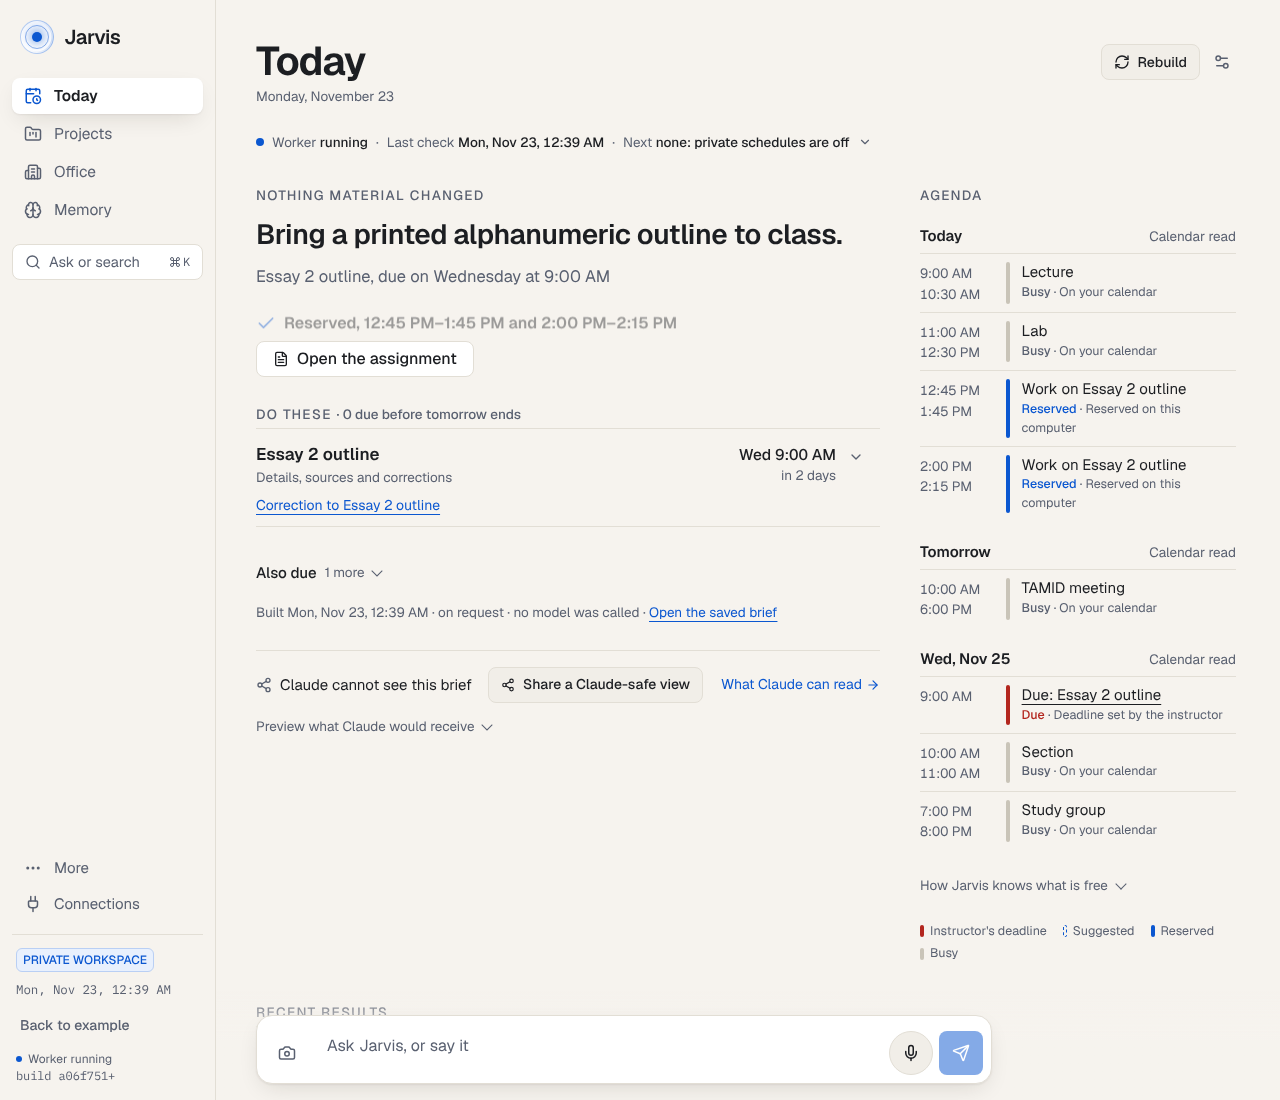 Jarvis
Today
Projects
Office
Memory
Ask or search ⌘ K
More
Connections
PRIVATE WORKSPACE
Mon, Nov 23, 12:39 AM
Back to example
Worker running
build a06f751+
Today
Monday, November 23
Rebuild
Worker running · Last check Mon, Nov 23, 12:39 AM · Next none: private schedules are off
NOTHING MATERIAL CHANGED
Bring a printed alphanumeric outline to class.
Essay 2 outline, due on Wednesday at 9:00 AM
Reserved, 12:45 PM–1:45 PM and 2:00 PM–2:15 PM
Open the assignment
DO THESE · 0 due before tomorrow ends
Essay 2 outline
Wed 9:00 AM
Details, sources and corrections
in 2 days
Correction to Essay 2 outline
Also due 1 more
Built Mon, Nov 23, 12:39 AM · on request · no model was called · Open the saved brief
Claude cannot see this brief
Share a Claude-safe view
What Claude can read →
Preview what Claude would receive
RECENT RESULTS
Ask Jarvis, or say it
AGENDA
Today
Calendar read
9:00 AM
10:30 AM
Lecture
Busy · On your calendar
11:00 AM
12:30 PM
Lab
Busy · On your calendar
12:45 PM
1:45 PM
Work on Essay 2 outline
Reserved · Reserved on this
computer
2:00 PM
2:15 PM
Work on Essay 2 outline
Reserved · Reserved on this
computer
Tomorrow
Calendar read
10:00 AM
6:00 PM
TAMID meeting
Busy · On your calendar
Wed, Nov 25
Calendar read
9:00 AM
Due: Essay 2 outline
Due · Deadline set by the instructor
10:00 AM
11:00 AM
Section
Busy · On your calendar
7:00 PM
8:00 PM
Study group
Busy · On your calendar
How Jarvis knows what is free
Instructor's deadline
Suggested
Reserved
Busy